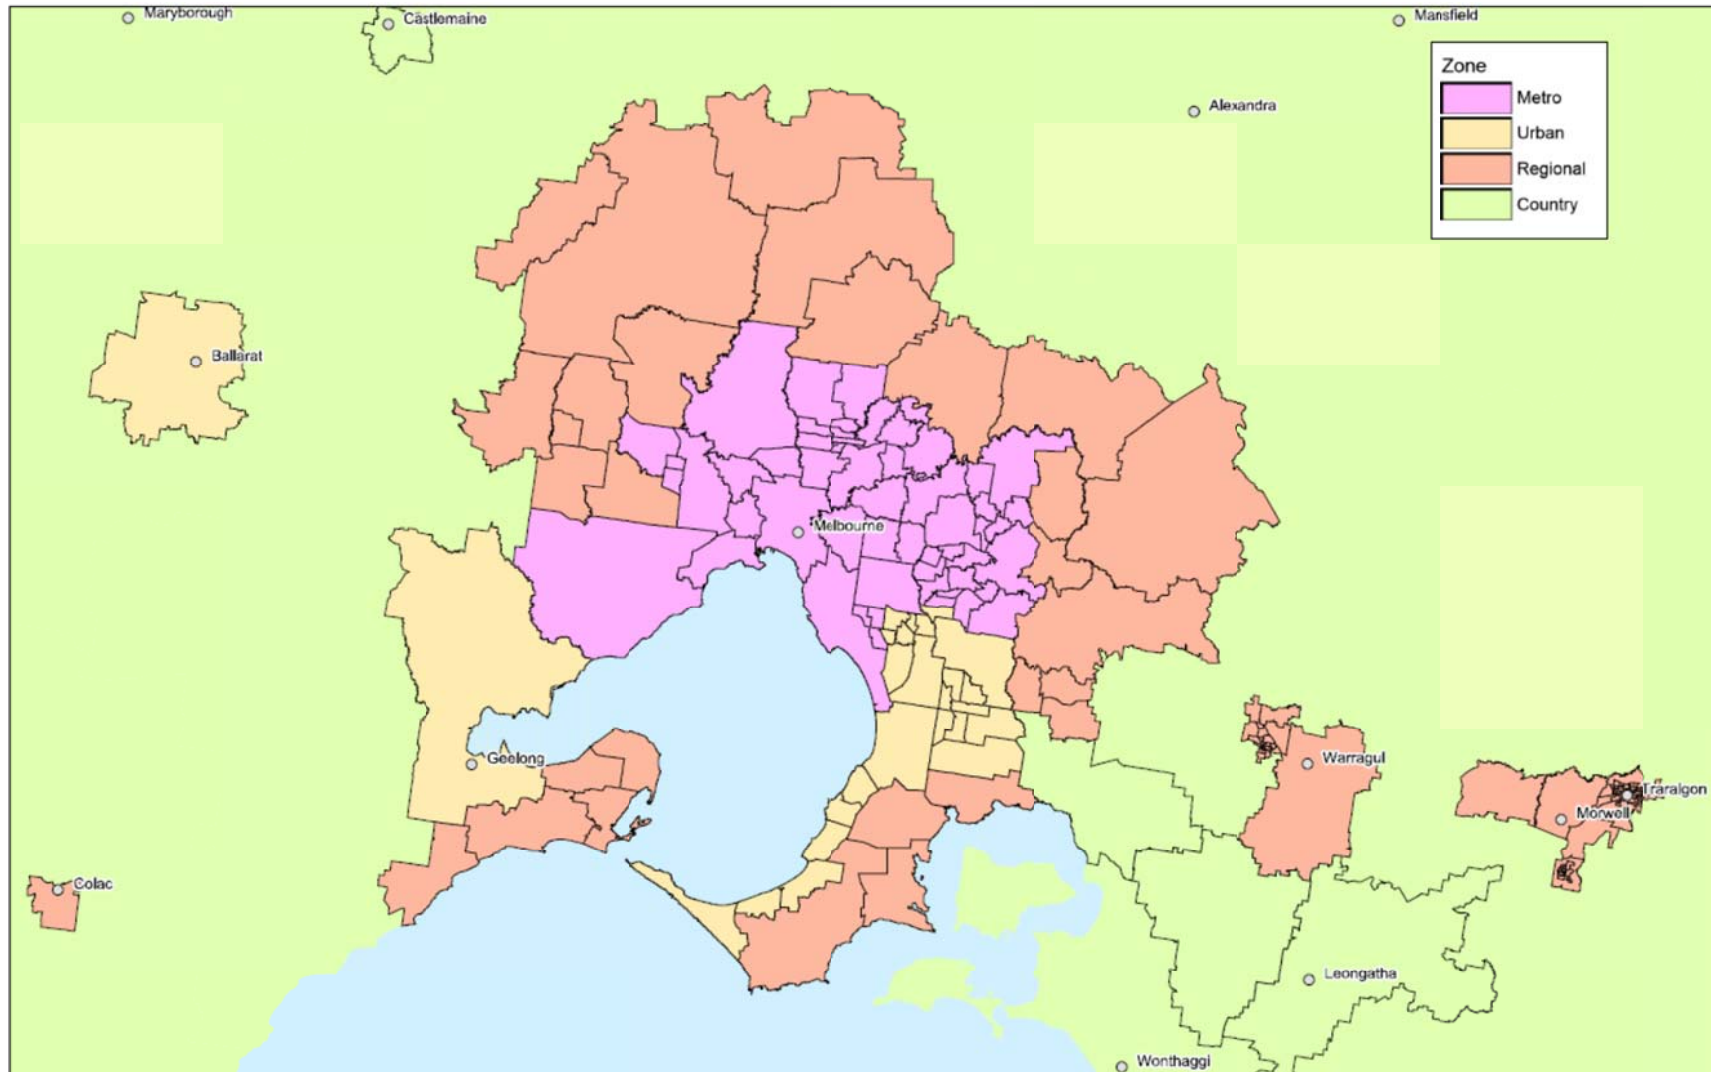 Maryborough
Castlemaine
Mansfield
Zone
Metro
Urban
Regional
Country
Alexandra
Ballarat
Melbourne
Geelong
Warragul
Traralgon
Morwell
Colac
Leongatha
Wonthaggi